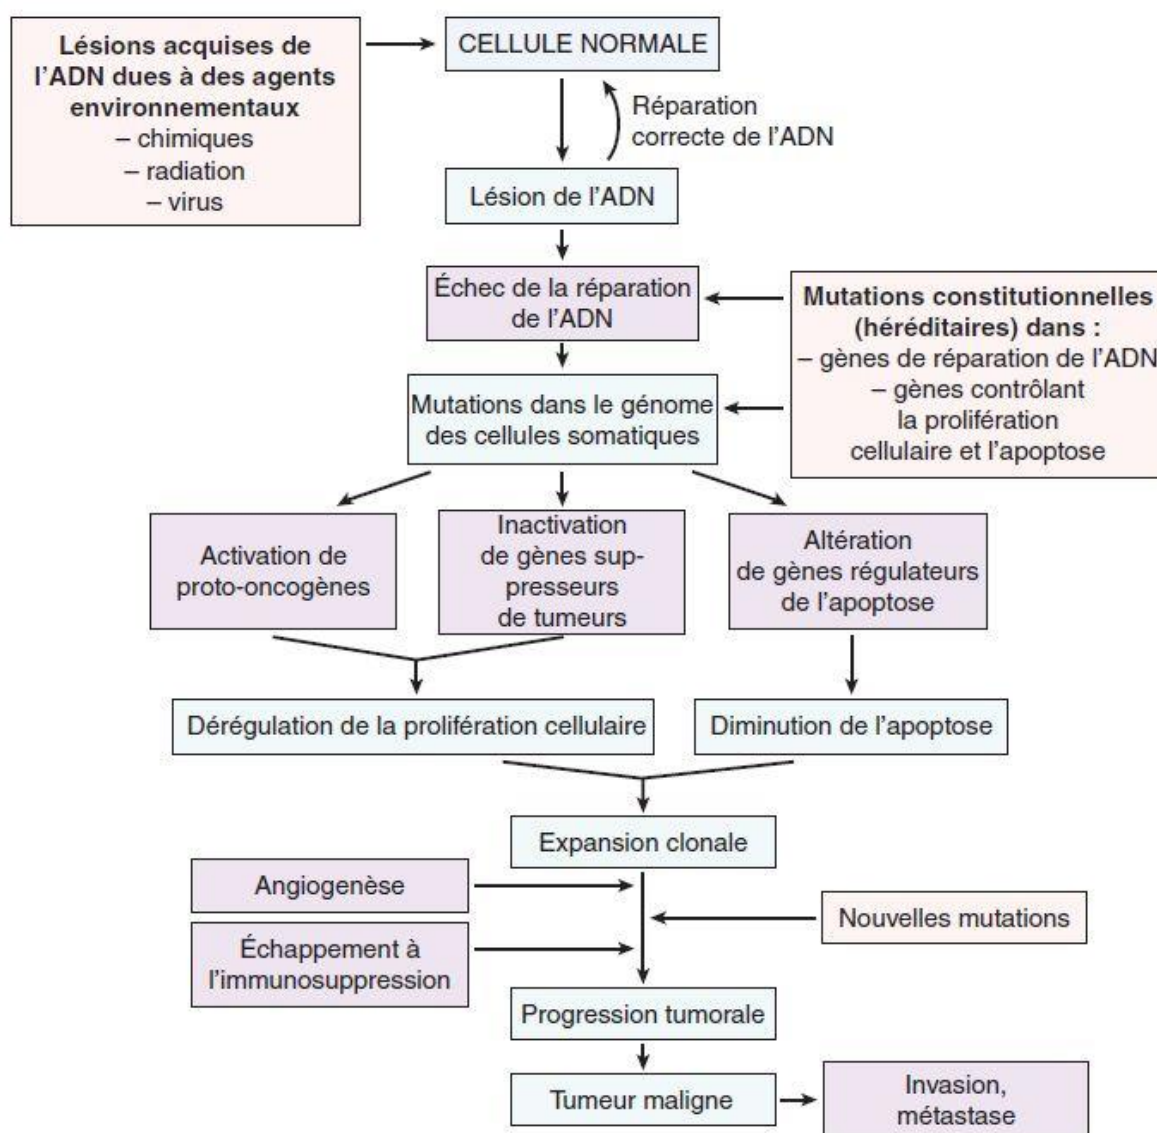 Lésions acquises de
l'ADN dues à des agents
environnementaux
– chimiques
– radiation
– virus
CELLULE NORMALE
Réparation
correcte de l'ADN
Lésion de l'ADN
Échec de la réparation
de l'ADN
Mutations constitutionnelles
(héréditaires) dans :
– gènes de réparation de l'ADN
– gènes contrôlant
la prolifération
cellulaire et l'apoptose
Mutations dans le génome
des cellules somatiques
Activation de
proto-oncogènes
Inactivation
de gènes sup-
presseurs
de tumeurs
Altération
de gènes régulateurs
de l'apoptose
Dérégulation de la prolifération cellulaire
Diminution de l'apoptose
Expansion clonale
Angiogenèse
Nouvelles mutations
Échappement à
l'immunosuppression
Progression tumorale
Tumeur maligne
Invasion,
métastase